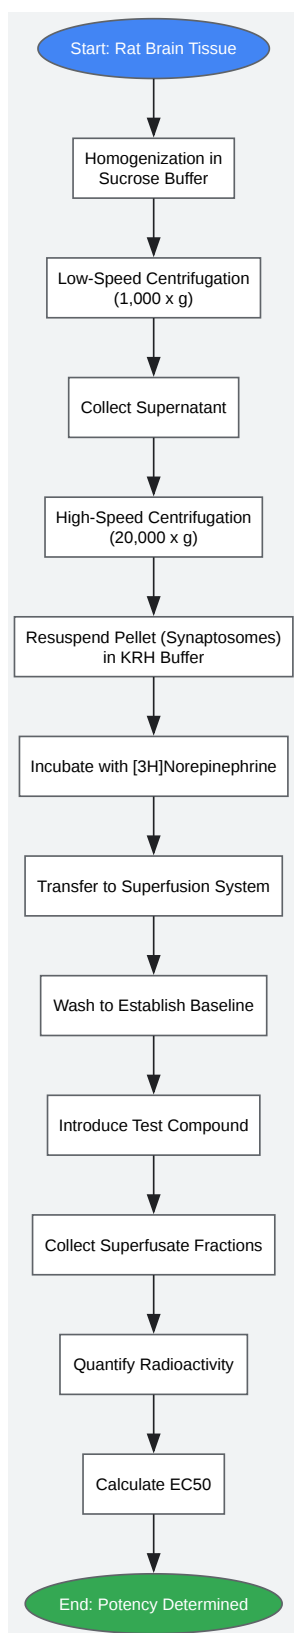 Start: Rat Brain Tissue
Homogenization in
Sucrose Buffer
Low-Speed Centrifugation
(1,000 x g)
Collect Supernatant
High-Speed Centrifugation
(20,000 x g)
Resuspend Pellet (Synaptosomes)
in KRH Buffer
Incubate with [3H]Norepinephrine
Transfer to Superfusion System
Wash to Establish Baseline
Introduce Test Compound
Collect Superfusate Fractions
Quantify Radioactivity
Calculate EC50
End: Potency Determined